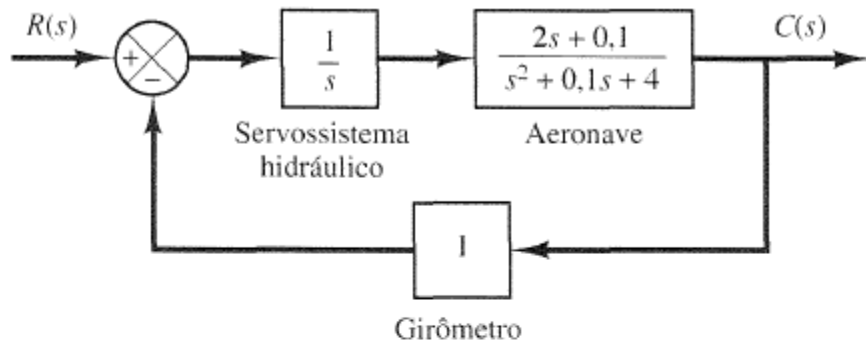 R(s)
+
−
1
s
2s + 0,1
s² + 0,1s + 4
C(s)
Servossistema
hidráulico
Aeronave
1
Girômetro